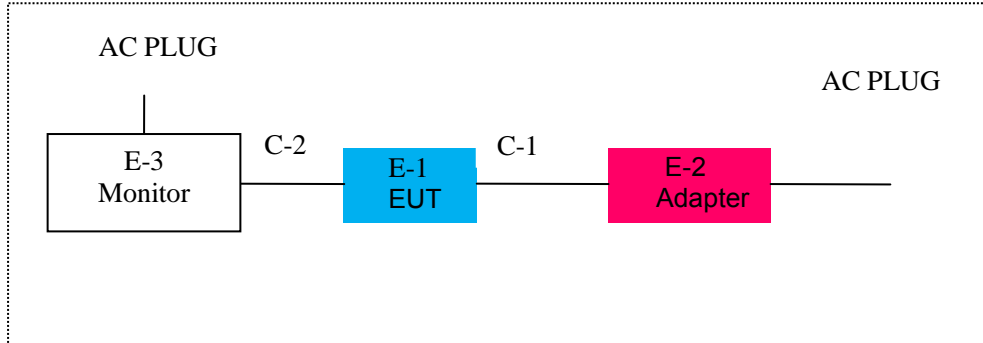 AC PLUG
AC PLUG
C-2
C-1
E-3
Monitor
E-1
EUT
E-2
Adapter